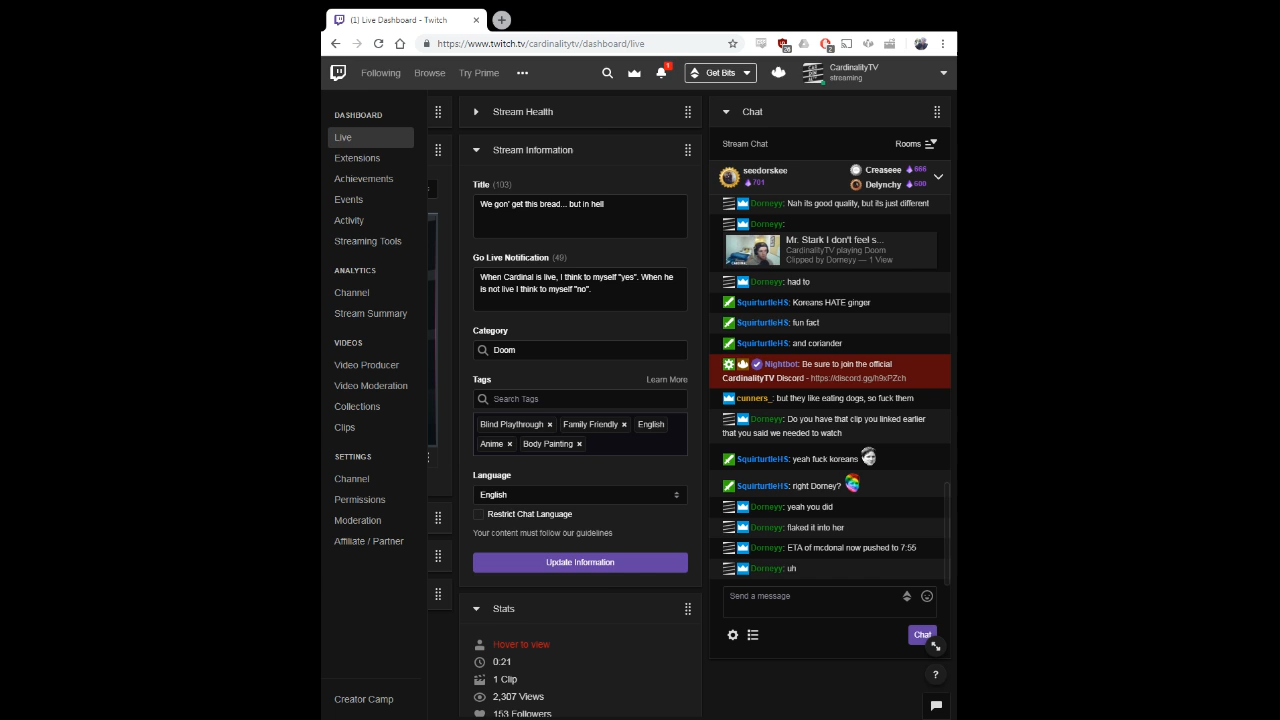 (1) Live Dashboard - Twitch
https://www.twitch.tv/cardinalitytv/dashboard/live
26
2
Following
Browse
Try Prime
1
Get Bits
CardinalityTV
streaming
DASHBOARD
Live
Extensions
Achievements
Events
Activity
Streaming Tools
ANALYTICS
Channel
Stream Summary
VIDEOS
Video Producer
Video Moderation
Collections
Clips
SETTINGS
Channel
Permissions
Moderation
Affiliate / Partner
Creator Camp
Stream Health
Stream Information
Title (103)
We gon' get this bread... but in hell
Go Live Notification (49)
When Cardinal is live, I think to myself "yes". When he
is not live I think to myself "no".
Category
Doom
Tags
Learn More
Search Tags
Blind Playthrough Family Friendly English
Anime Body Painting
Language
English
Restrict Chat Language
Your content must follow our guidelines
Update Information
Stats
Hover to view
0:21
1 Clip
2,307 Views
153 Followers
Chat
Stream Chat
Rooms
seedorskee
701
Creaseee 666
Delynchy 500
Dorneyy: Nah its good quality, but its just different
Dorneyy:
Mr. Stark I don't feel s...
CardinalityTV playing Doom
Clipped by Dorneyy — 1 View
Dorneyy: had to
SquirturtleHS: Koreans HATE ginger
SquirturtleHS: fun fact
SquirturtleHS: and coriander
Nightbot: Be sure to join the official
CardinalityTV Discord - https://discord.gg/h9xPZch
cunners_: but they like eating dogs, so fuck them
Dorneyy: Do you have that clip you linked earlier
that you said we needed to watch
SquirturtleHS: yeah fuck koreans
SquirturtleHS: right Dorney?
Dorneyy: yeah you did
Dorneyy: flaked it into her
Dorneyy: ETA of mcdonal now pushed to 7:55
Dorneyy: uh
Send a message
Chat
?